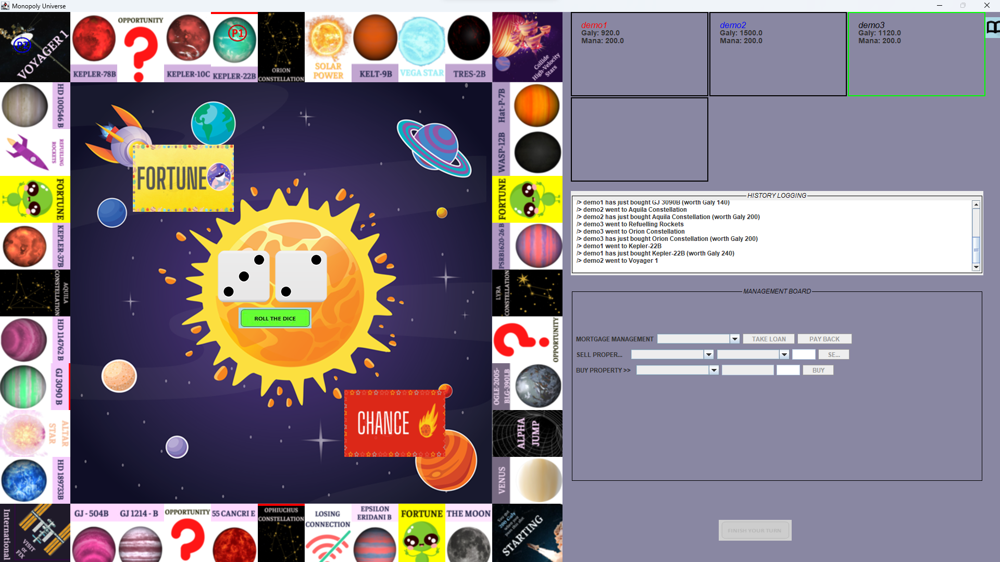 Monopoly Universe
VOYAGER 1
P2
KEPLER-78B
OPPORTUNITY
KEPLER-10C
P1
KEPLER-22B
ORION
CONSTELLATION
SOLAR
POWER
KELT-9B
VEGA STAR
TRES-2B
Collide
High-Velocity
Stars
HD 100546 B
REFUELING
ROCKETS
FORTUNE
KEPLER-37B
AQUILA
CONSTELLATION
HD 114762 B
GJ 3090 B
ALTAR
STAR
HD 189733B
International
VISIT
or
FIX
GJ - 504B
GJ 1214 - B
OPPORTUNITY
55 CANCRI E
OPHIUCHUS
CONSTELLATION
LOSING
CONNECTION
EPSILON
ERIDANI B
FORTUNE
THE MOON
You get
200 Galy
when you
pass this slot
STARTING
Hat-P-7B
WASP-12B
FORTUNE
PSRB1620-26 B
LYRA
CONSTELLATION
OPPORTUNITY
OGLE-2005-
BLG-390LB
ALPHA
JUMP
VENUS
FORTUNE
ROLL THE DICE
CHANCE
demo1
Galy: 920.0
Mana: 200.0
demo2
Galy: 1500.0
Mana: 200.0
demo3
Galy: 1120.0
Mana: 200.0
HISTORY LOGGING
/> demo1 has just bought GJ 3090B (worth Galy 140)
/> demo2 went to Aquila Constellation
/> demo2 has just bought Aquila Constellation (worth Galy 200)
/> demo3 went to Refuelling Rockets
/> demo3 went to Orion Constellation
/> demo3 has just bought Orion Constellation (worth Galy 200)
/> demo1 went to Kepler-22B
/> demo1 has just bought Kepler-22B (worth Galy 240)
/> demo2 went to Voyager 1
MANAGEMENT BOARD
MORTGAGE MANAGEMENT TAKE LOAN PAY BACK
SELL PROPER... SE...
BUY PROPERTY >> BUY
FINISH YOUR TURN